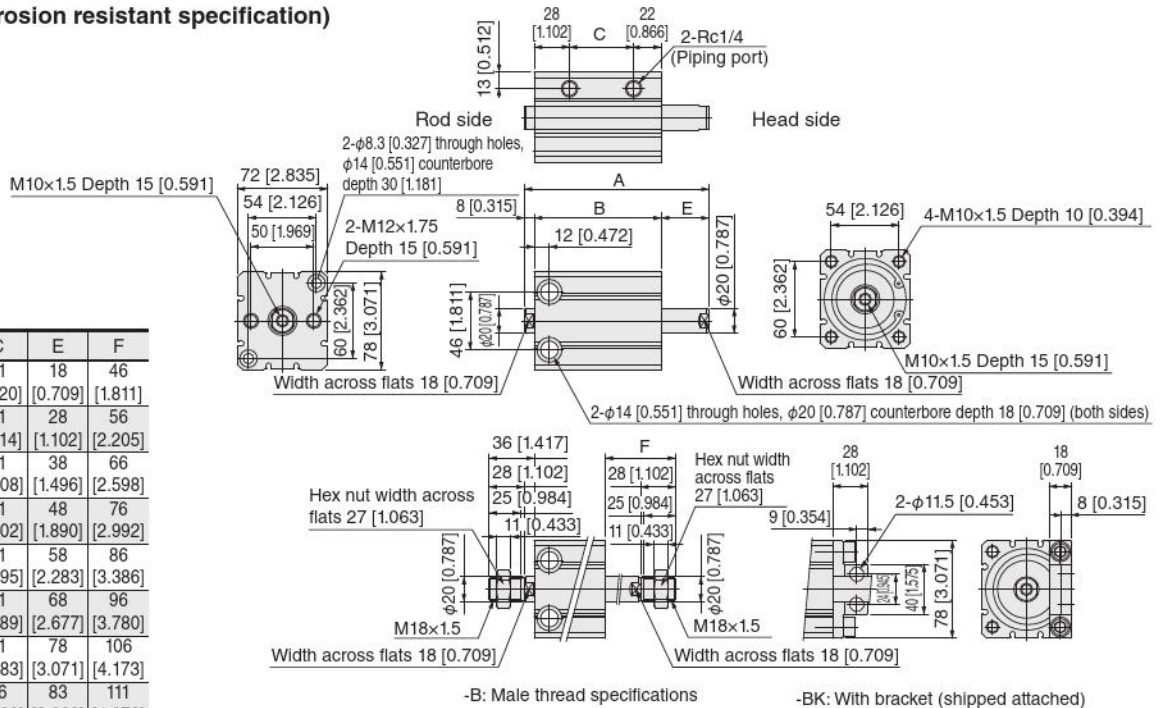 rosion resistant specification)
28
[1.102]
C
22
[0.866]
2-Rc1/4
(Piping port)
13 [0.512]
Rod side
Head side
2-φ8.3 [0.327] through holes,
φ14 [0.551] counterbore
depth 30 [1.181]
M10×1.5 Depth 15 [0.591]
72 [2.835]
54 [2.126]
50 [1.969]
2-M12×1.75
Depth 15 [0.591]
60 [2.362]
78 [3.071]
A
8 [0.315]
B
E
12 [0.472]
φ20 [0.787]
46 [1.811]
φ20 [0.787]
Width across flats 18 [0.709]
Width across flats 18 [0.709]
2-φ14 [0.551] through holes, φ20 [0.787] counterbore depth 18 [0.709] (both sides)
54 [2.126]
4-M10×1.5 Depth 10 [0.394]
60 [2.362]
M10×1.5 Depth 15 [0.591]
E F
18 46
[0.709] [1.811]
28 56
[1.102] [2.205]
38 66
[1.496] [2.598]
48 76
[1.890] [2.992]
58 86
[2.283] [3.386]
68 96
[2.677] [3.780]
78 106
[3.071] [4.173]
83 111
36 [1.417]
28 [1.102]
25 [0.984]
11 [0.433]
Hex nut width across
flats 27 [1.063]
φ20 [0.787]
M18×1.5
Width across flats 18 [0.709]
F
28 [1.102]
25 [0.984]
11 [0.433]
Hex nut width
across flats
27 [1.063]
φ20 [0.787]
M18×1.5
Width across flats 18 [0.709]
-B: Male thread specifications
28
[1.102]
9 [0.354]
2-φ11.5 [0.453]
24 [0.945]
40 [1.575]
78 [3.071]
18
[0.709]
8 [0.315]
-BK: With bracket (shipped attached)